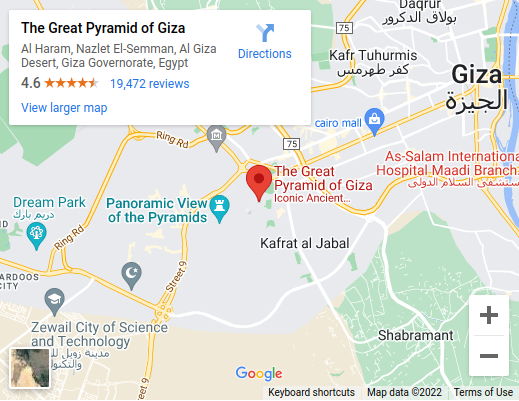 The Great Pyramid of Giza
Al Haram, Nazlet El-Semman, Al Giza
Desert, Giza Governorate, Egypt
4.6
19,472 reviews
View larger map
Directions
Daqrur
بولاق الدكرور
Kafr Tuhurmis
كفر طهرمس
75
Giza
الجيزة
cairo mall
Ring Rd
75
As-Salam Internationa
Hospital Maadi Branch
مستشفى السلام الدولى
The Great
Pyramid of Giza
Iconic Ancient...
Dream Park
دريم بارك
Panoramic View
of the Pyramids
Ring Rd
Kafrat al Jabal
ARDOOS
CITY
Street 9
Zewail City of Science
and Technology
مدينة زويل للعلوم
والتكنولو
Shabramant
Street 9
Google
Keyboard shortcuts
Map data ©2022
Terms of Use